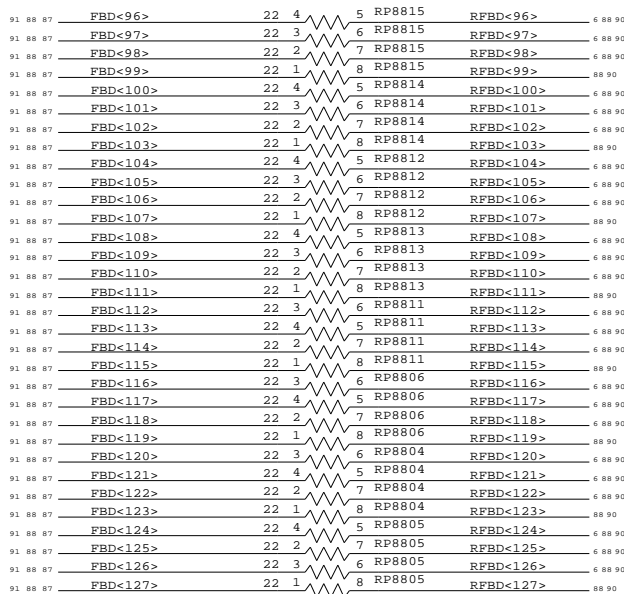 91 88 87 FBD<96> 22 4 5 RP8815 RFBD<96> 6 88 90
91 88 87 FBD<97> 22 3 6 RP8815 RFBD<97> 6 88 90
91 88 87 FBD<98> 22 2 7 RP8815 RFBD<98> 6 88 90
91 88 87 FBD<99> 22 1 8 RP8815 RFBD<99> 88 90
91 88 87 FBD<100> 22 4 5 RP8814 RFBD<100> 6 88 90
91 88 87 FBD<101> 22 3 6 RP8814 RFBD<101> 6 88 90
91 88 87 FBD<102> 22 2 7 RP8814 RFBD<102> 6 88 90
91 88 87 FBD<103> 22 1 8 RP8814 RFBD<103> 88 90
91 88 87 FBD<104> 22 4 5 RP8812 RFBD<104> 6 88 90
91 88 87 FBD<105> 22 3 6 RP8812 RFBD<105> 6 88 90
91 88 87 FBD<106> 22 2 7 RP8812 RFBD<106> 6 88 90
91 88 87 FBD<107> 22 1 8 RP8812 RFBD<107> 88 90
91 88 87 FBD<108> 22 4 5 RP8813 RFBD<108> 6 88 90
91 88 87 FBD<109> 22 3 6 RP8813 RFBD<109> 6 88 90
91 88 87 FBD<110> 22 2 7 RP8813 RFBD<110> 6 88 90
91 88 87 FBD<111> 22 1 8 RP8813 RFBD<111> 88 90
91 88 87 FBD<112> 22 3 6 RP8811 RFBD<112> 6 88 90
91 88 87 FBD<113> 22 4 5 RP8811 RFBD<113> 6 88 90
91 88 87 FBD<114> 22 2 7 RP8811 RFBD<114> 6 88 90
91 88 87 FBD<115> 22 1 8 RP8811 RFBD<115> 88 90
91 88 87 FBD<116> 22 3 6 RP8806 RFBD<116> 6 88 90
91 88 87 FBD<117> 22 4 5 RP8806 RFBD<117> 6 88 90
91 88 87 FBD<118> 22 2 7 RP8806 RFBD<118> 6 88 90
91 88 87 FBD<119> 22 1 8 RP8806 RFBD<119> 88 90
91 88 87 FBD<120> 22 3 6 RP8804 RFBD<120> 6 88 90
91 88 87 FBD<121> 22 4 5 RP8804 RFBD<121> 6 88 90
91 88 87 FBD<122> 22 2 7 RP8804 RFBD<122> 6 88 90
91 88 87 FBD<123> 22 1 8 RP8804 RFBD<123> 88 90
91 88 87 FBD<124> 22 4 5 RP8805 RFBD<124> 6 88 90
91 88 87 FBD<125> 22 2 7 RP8805 RFBD<125> 6 88 90
91 88 87 FBD<126> 22 3 6 RP8805 RFBD<126> 6 88 90
91 88 87 FBD<127> 22 1 8 RP8805 RFBD<127> 88 90